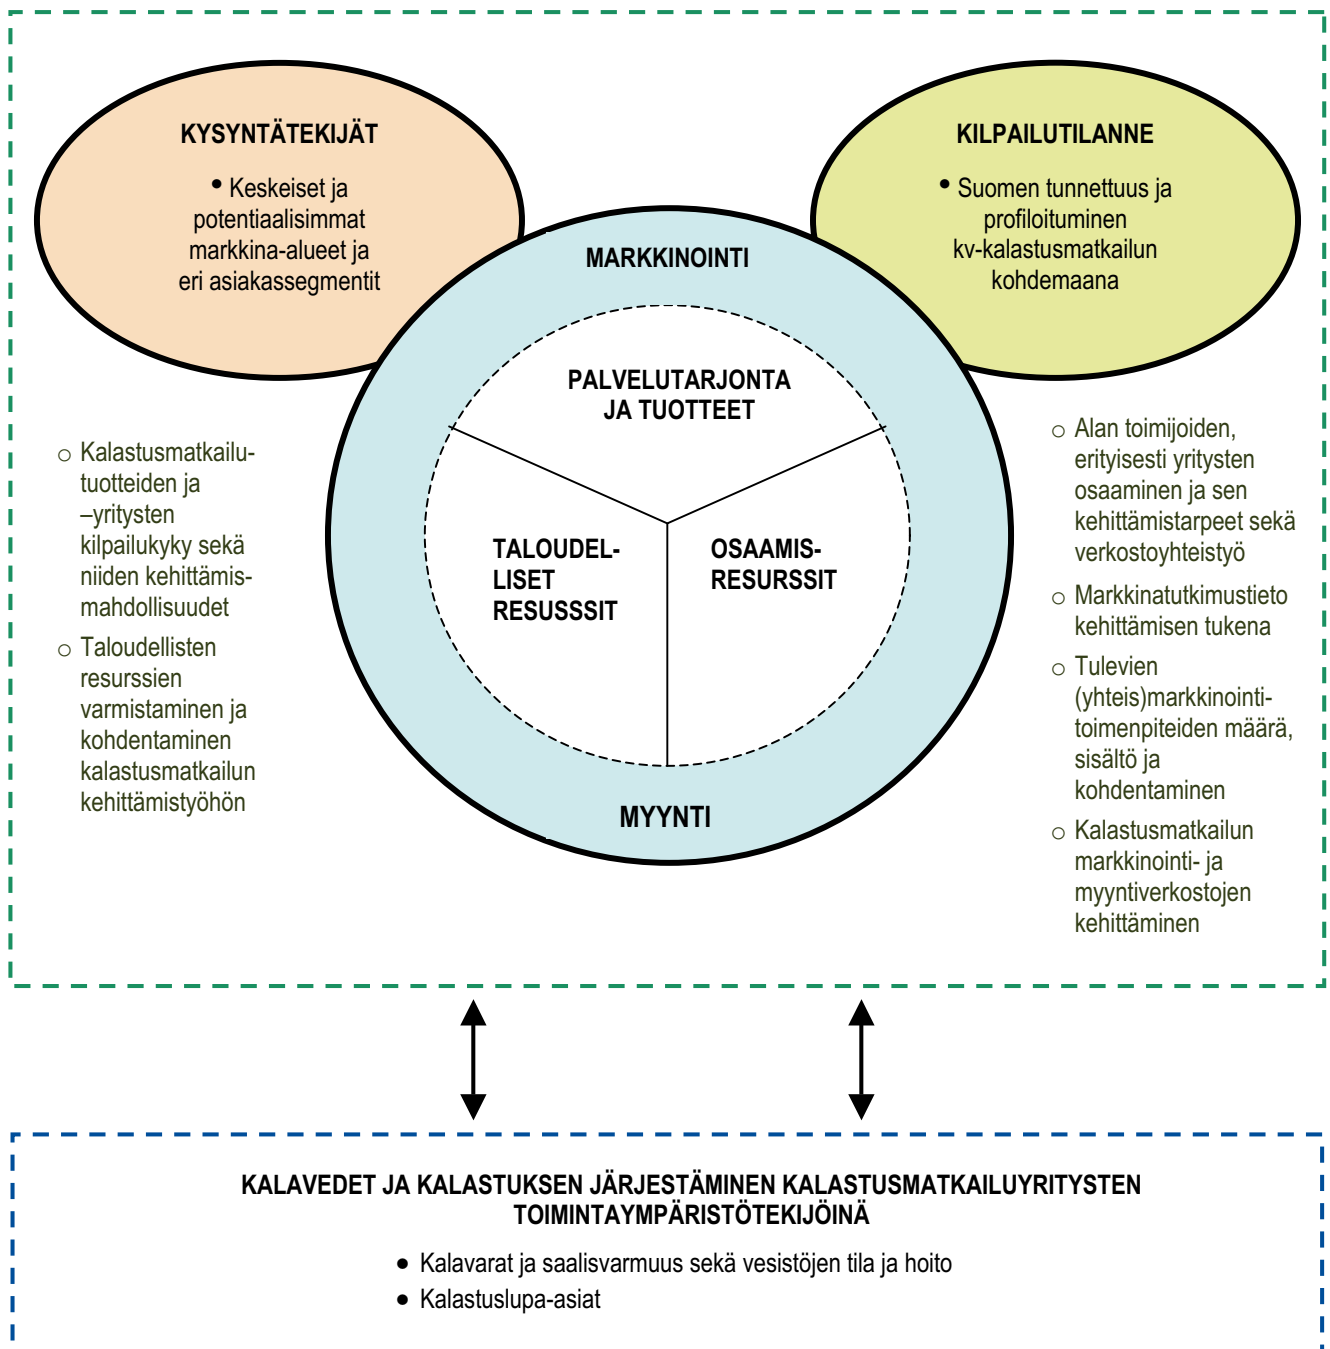 KYSYNTÄTEKIJÄT
• Keskeiset ja
potentiaalisimmat
markkina-alueet ja
eri asiakassegmentit
KILPAILUTILANNE
• Suomen tunnettuus ja
profiloituminen
kv-kalastusmatkailun
kohdemaana
MARKKINOINTI
PALVELUTARJONTA
JA TUOTTEET
TALOUDEL-
LISET
RESUSSSIT
OSAAMIS-
RESURSSIT
MYYNTI
○ Kalastusmatkailu-
tuotteiden ja
–yritysten
kilpailukyky sekä
niiden kehittämis-
mahdollisuudet
○ Taloudellisten
resurssien
varmistaminen ja
kohdentaminen
kalastusmatkailun
kehittämistyöhön
○ Alan toimijoiden,
erityisesti yritysten
osaaminen ja sen
kehittämistarpeet sekä
verkostoyhteistyö
○ Markkinatutkimustieto
kehittämisen tukena
○ Tulevien
(yhteis)markkinointi-
toimenpiteiden määrä,
sisältö ja
kohdentaminen
○ Kalastusmatkailun
markkinointi- ja
myyntiverkostojen
kehittäminen
KALAVEDET JA KALASTUKSEN JÄRJESTÄMINEN KALASTUSMATKAILUYRITYSTEN
TOIMINTAYMPÄRISTÖTEKIJÖINÄ
• Kalavarat ja saalisvarmuus sekä vesistöjen tila ja hoito
• Kalastuslupa-asiat